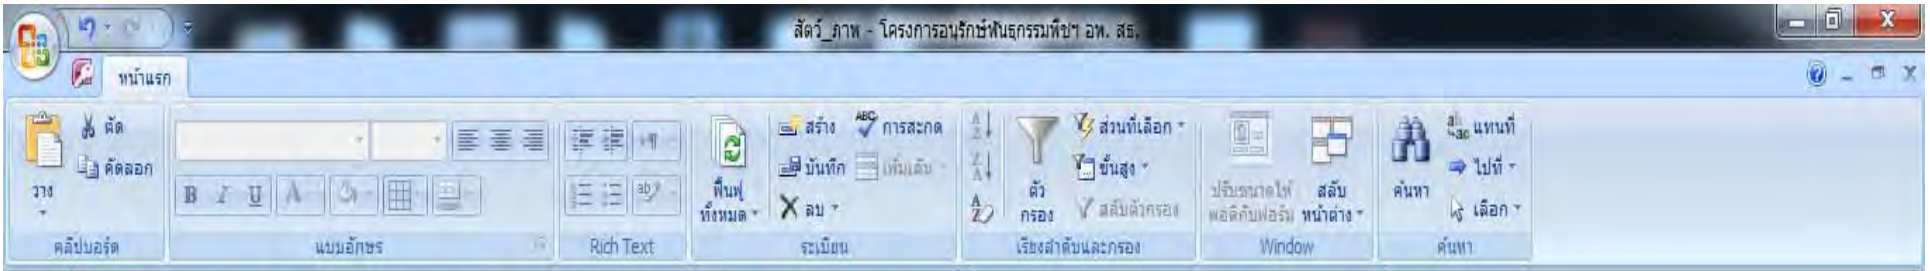 สัตว์_ภาพ - โครงการอนุรักษ์พันธุกรรมพืชฯ อพ. สธ.
หน้าแรก
วาง
ตัด
คัดลอก
คลิปบอร์ด
B I U A
แบบอักษร
Rich Text
ฟื้นฟู
ทั้งหมด
สร้าง
บันทึก
ลบ
ABC การสะกด
เพิ่มเติม
ระเบียน
ตัว
กรอง
ส่วนที่เลือก
ขั้นสูง
สลับตัวกรอง
เรียงลำดับและกรอง
ปรับขนาดให้
พอดีกับฟอร์ม
สลับ
หน้าต่าง
Window
ค้นหา
แทนที่
ไปที่
เลือก
ค้นหา